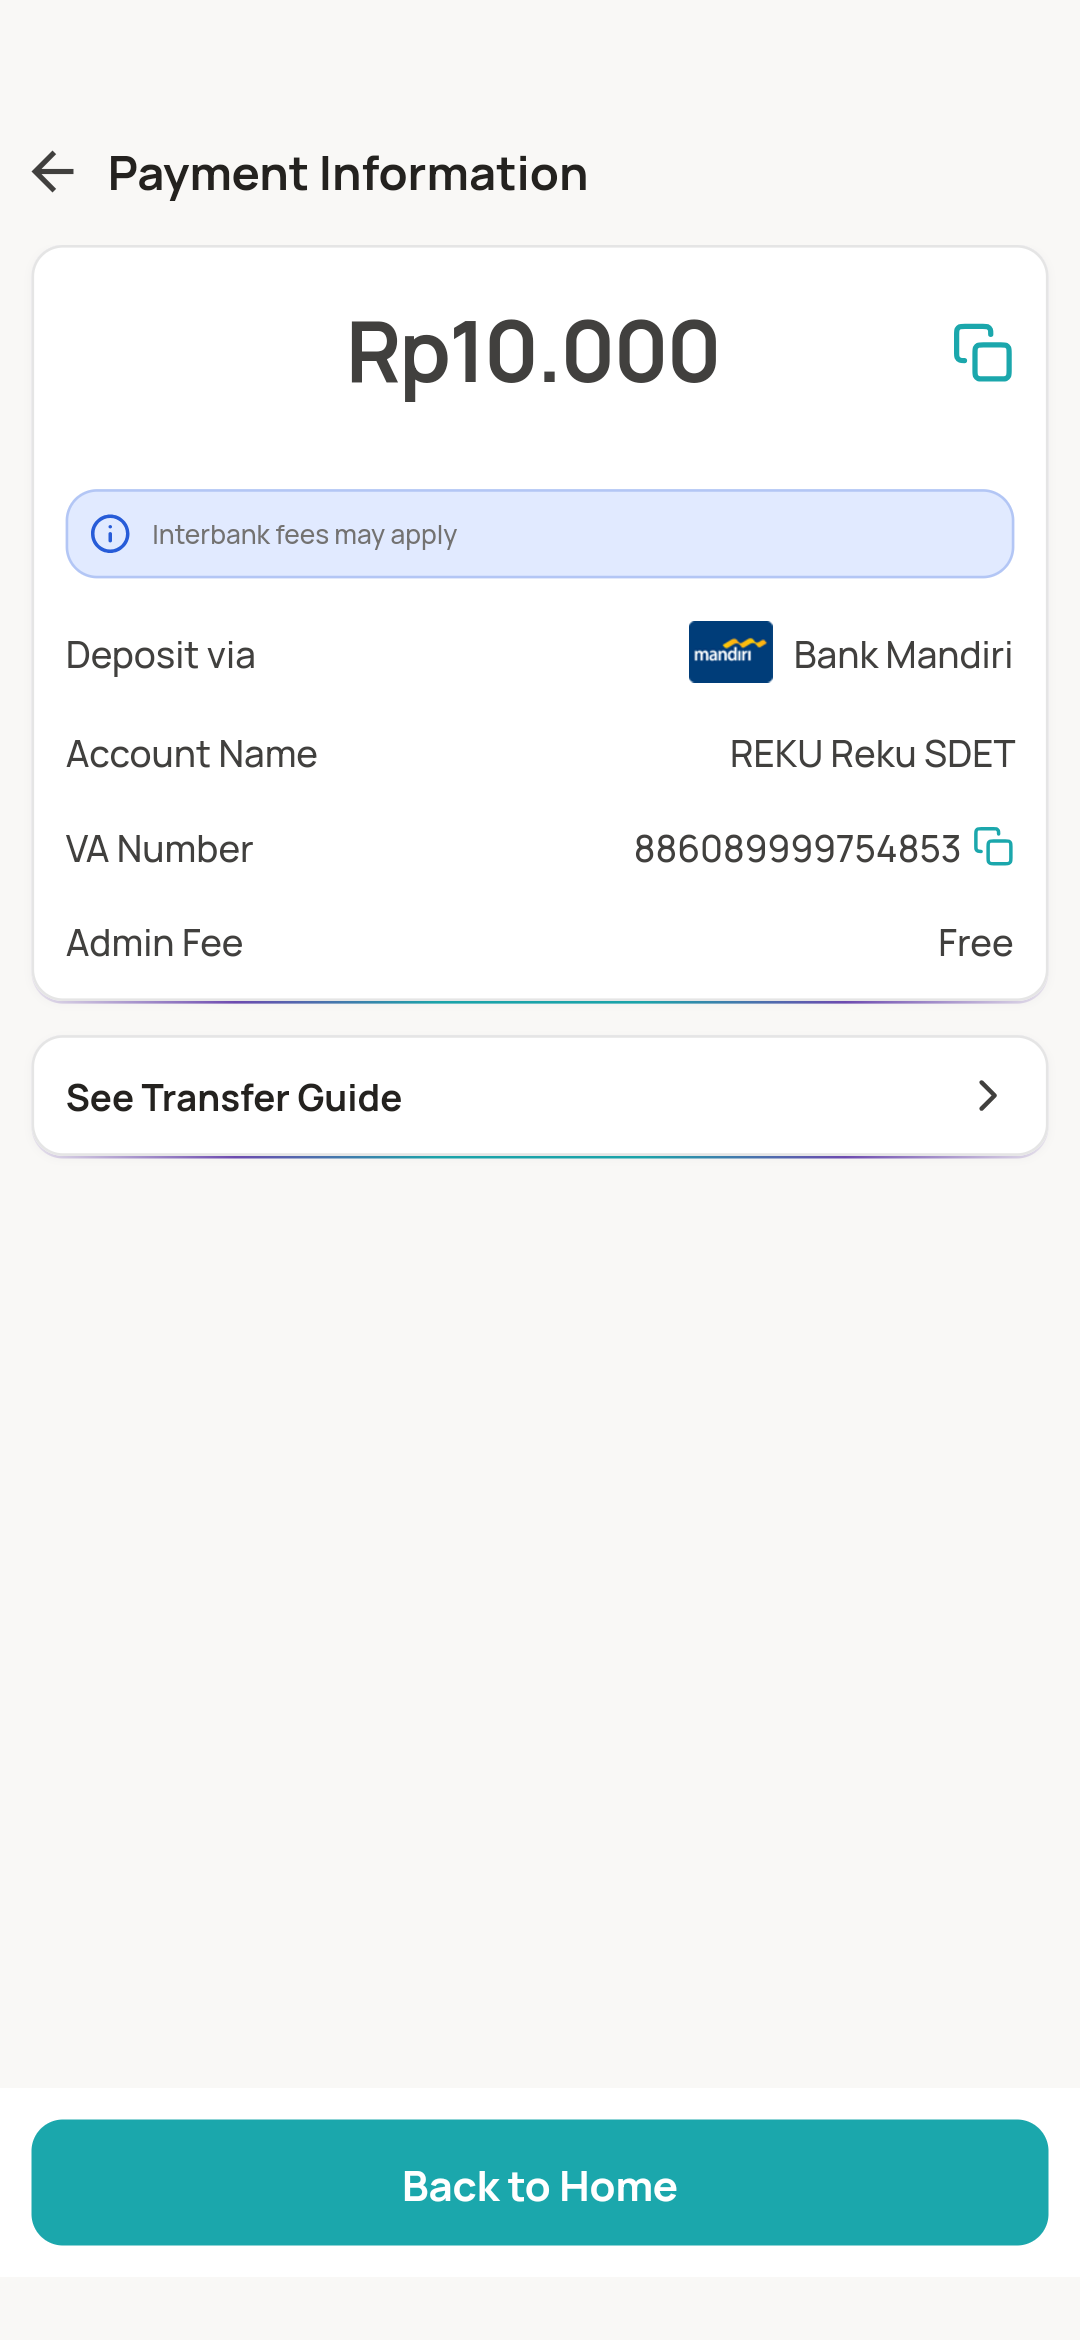 Payment Information
Rp10.000
Interbank fees may apply
Deposit via mandiri Bank Mandiri
Account Name REKU Reku SDET
VA Number 886089999754853
Admin Fee Free
See Transfer Guide
Back to Home